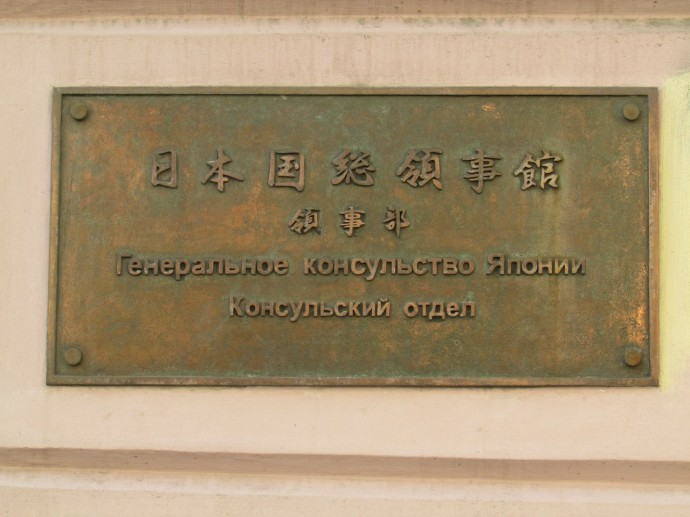 日本国総領事館
領事部
Генеральное консульство Японии
Консульский отдел